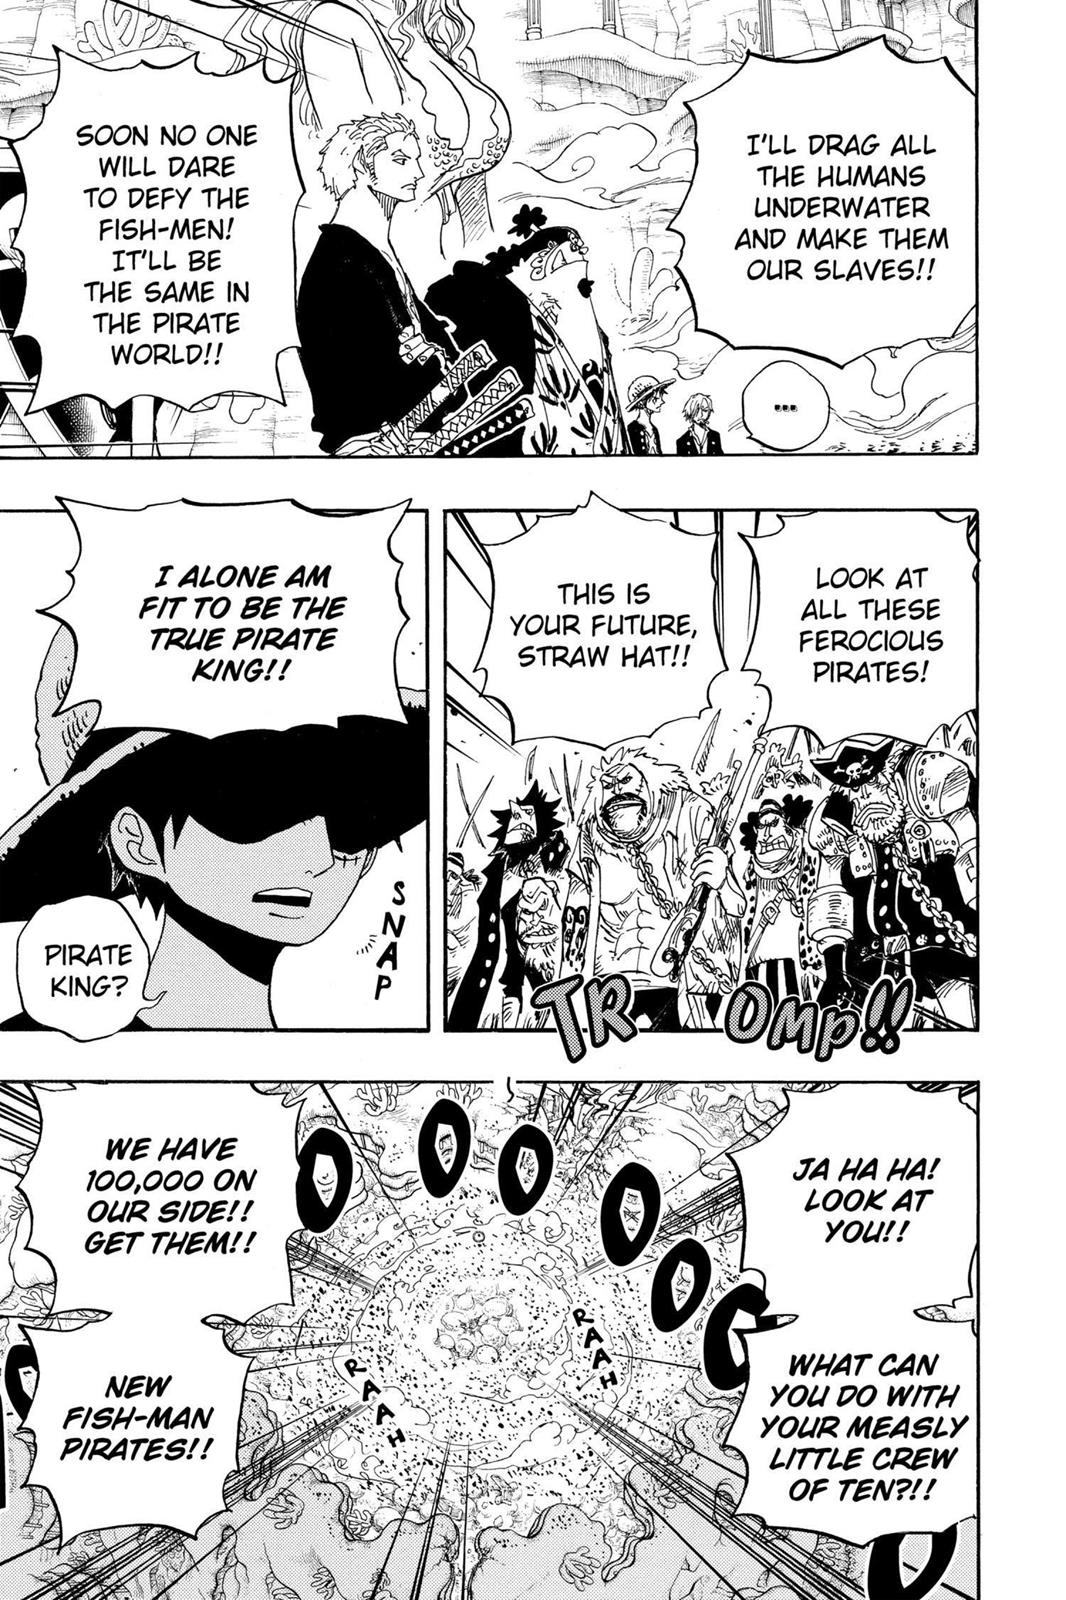 I'LL DRAG ALL
THE HUMANS
UNDERWATER
AND MAKE THEM
OUR SLAVES!!
...
SOON NO ONE
WILL DARE
TO DEFY THE
FISH-MEN!
IT'LL BE
THE SAME IN
THE PIRATE
WORLD!!
LOOK AT
ALL THESE
FEROCIOUS
PIRATES!
THIS IS
YOUR FUTURE,
STRAW HAT!!
TROMP!!
I ALONE AM
FIT TO BE THE
TRUE PIRATE
KING!!
SNAP
PIRATE
KING?
JA HA HA!
LOOK AT
YOU!!
WHAT CAN
YOU DO WITH
YOUR MEASLY
LITTLE CREW
OF TEN?!!
RAAH
RAAH
OOOOOO
WE HAVE
100,000 ON
OUR SIDE!!
GET THEM!!
NEW
FISH-MAN
PIRATES!!